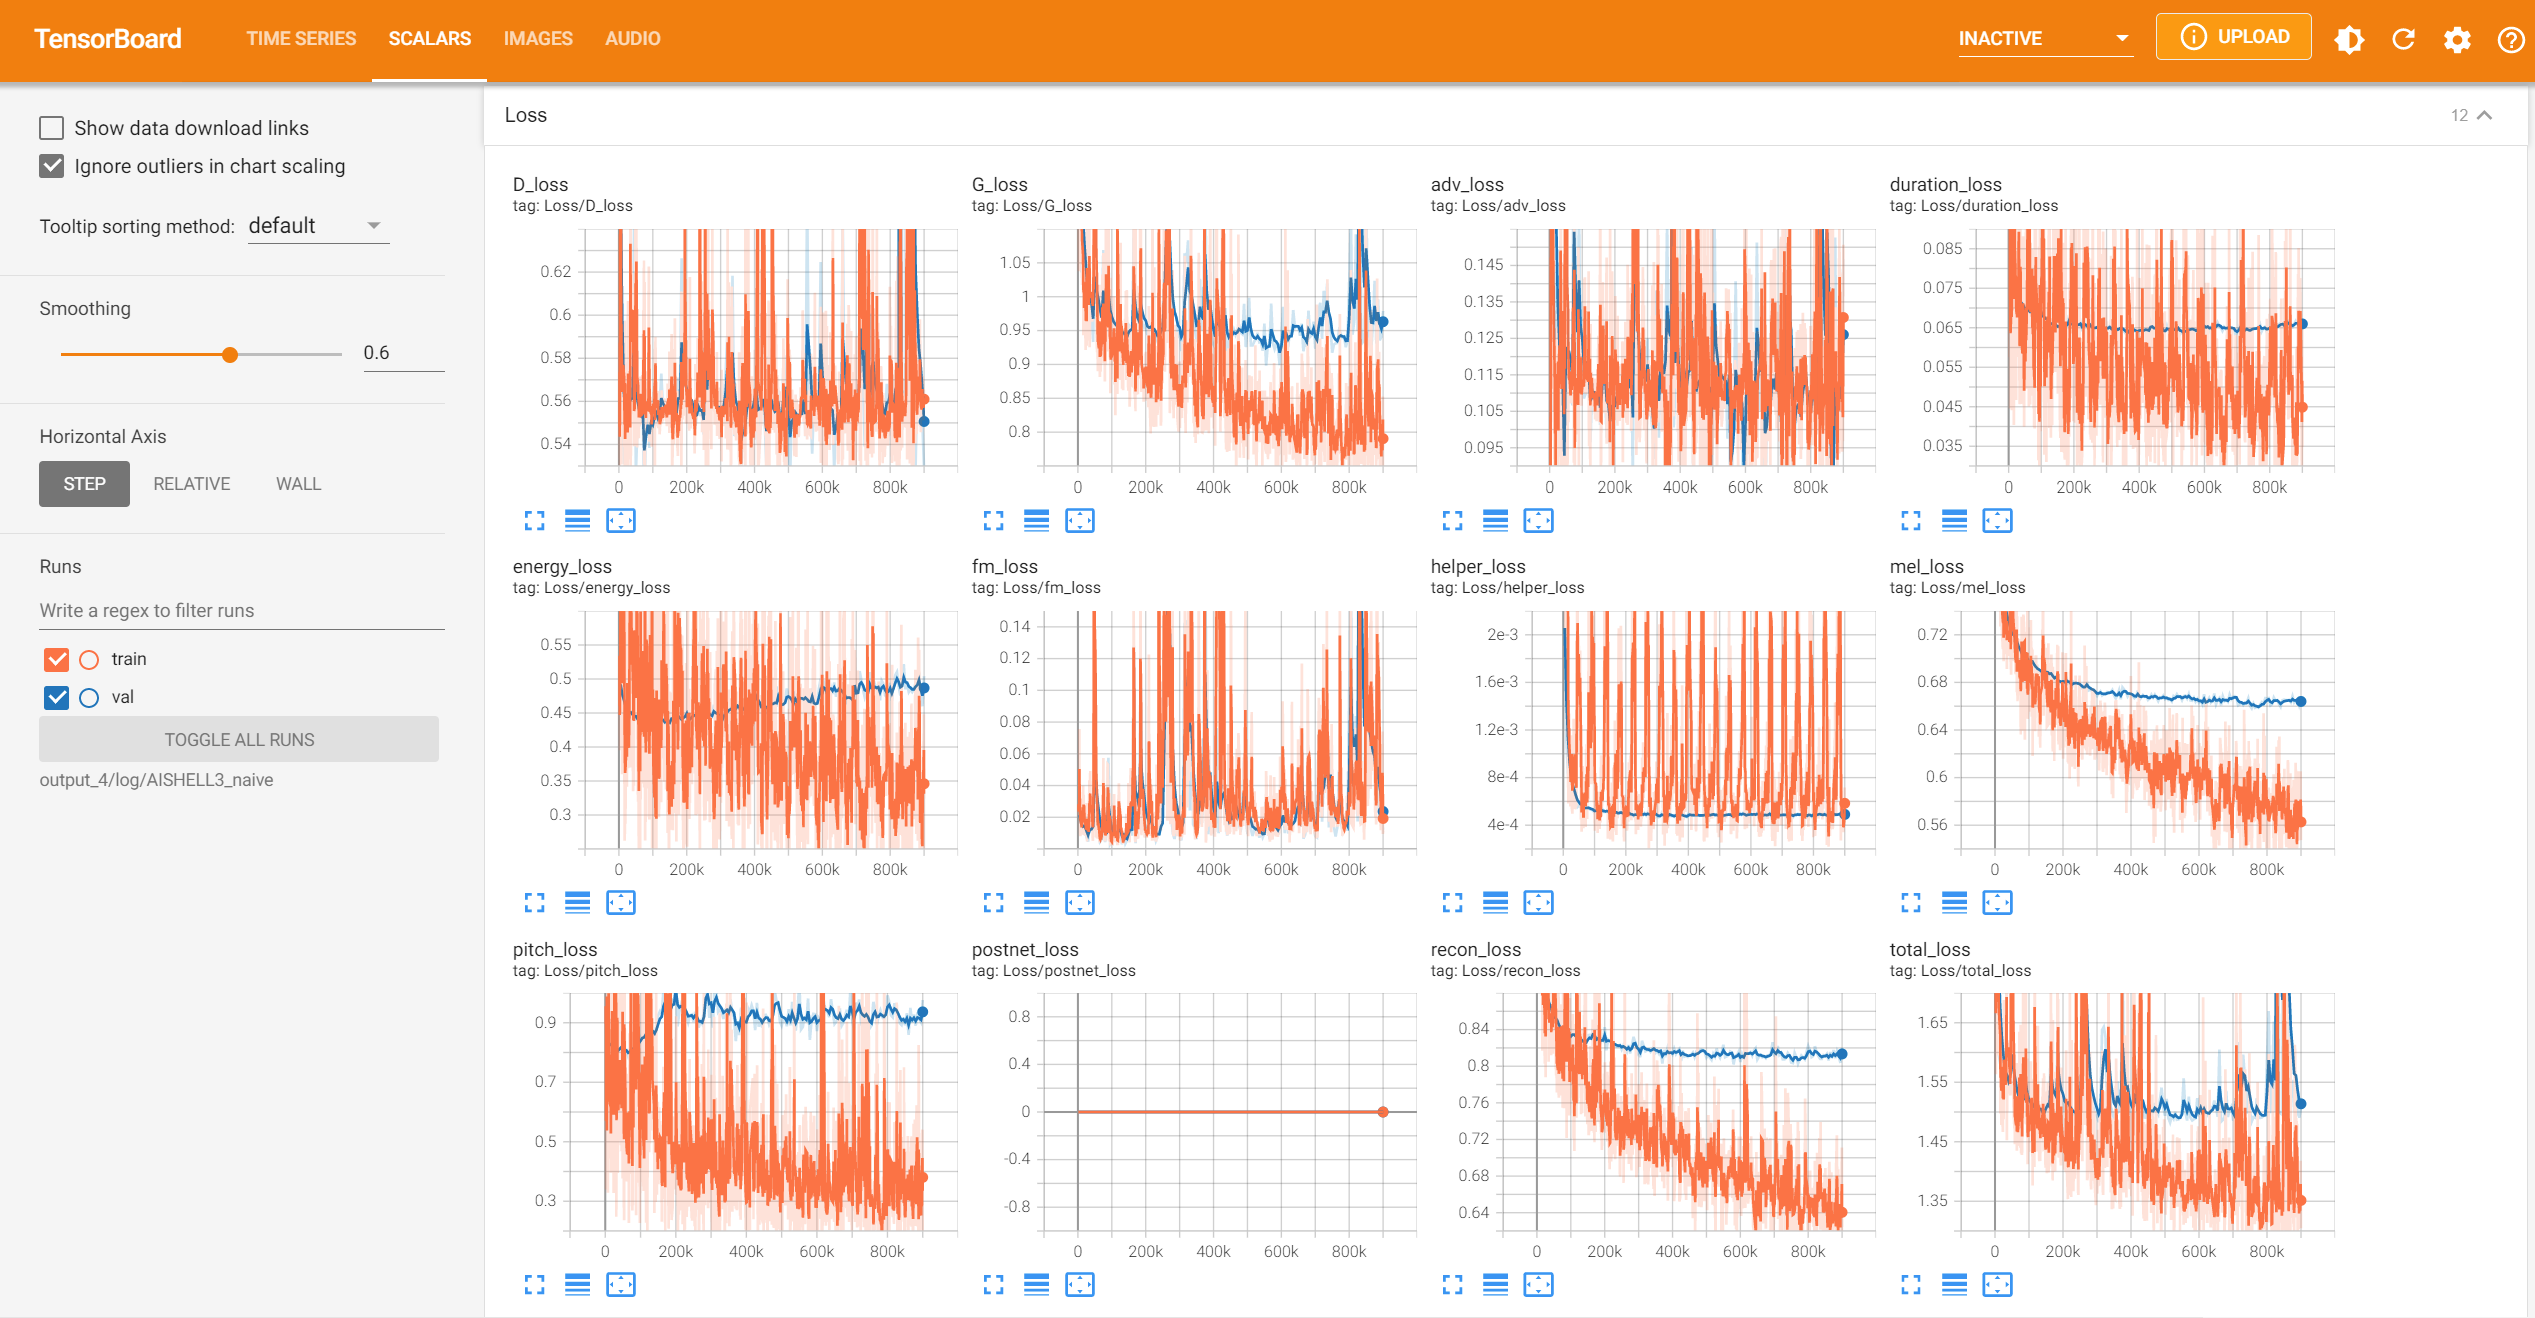 TensorBoard
TIME SERIES
SCALARS
IMAGES
AUDIO
INACTIVE
UPLOAD
Show data download links
Ignore outliers in chart scaling
Tooltip sorting method: default
Smoothing
0.6
Horizontal Axis
STEP RELATIVE WALL
Runs
Write a regex to filter runs
train
val
TOGGLE ALL RUNS
output_4/log/AISHELL3_naive
Loss
12
D_loss
tag: Loss/D_loss
0.62
0.6
0.58
0.56
0.54
0 200k 400k 600k 800k
G_loss
tag: Loss/G_loss
1.05
1
0.95
0.9
0.85
0.8
0 200k 400k 600k 800k
adv_loss
tag: Loss/adv_loss
0.145
0.135
0.125
0.115
0.105
0.095
0 200k 400k 600k 800k
duration_loss
tag: Loss/duration_loss
0.085
0.075
0.065
0.055
0.045
0.035
0 200k 400k 600k 800k
energy_loss
tag: Loss/energy_loss
0.55
0.5
0.45
0.4
0.35
0.3
0 200k 400k 600k 800k
fm_loss
tag: Loss/fm_loss
0.14
0.12
0.1
0.08
0.06
0.04
0.02
0 200k 400k 600k 800k
helper_loss
tag: Loss/helper_loss
2e-3
1.6e-3
1.2e-3
8e-4
4e-4
0 200k 400k 600k 800k
mel_loss
tag: Loss/mel_loss
0.72
0.68
0.64
0.6
0.56
0 200k 400k 600k 800k
pitch_loss
tag: Loss/pitch_loss
0.9
0.7
0.5
0.3
0 200k 400k 600k 800k
postnet_loss
tag: Loss/postnet_loss
0.8
0.4
0
-0.4
-0.8
0 200k 400k 600k 800k
recon_loss
tag: Loss/recon_loss
0.84
0.8
0.76
0.72
0.68
0.64
0 200k 400k 600k 800k
total_loss
tag: Loss/total_loss
1.65
1.55
1.45
1.35
0 200k 400k 600k 800k